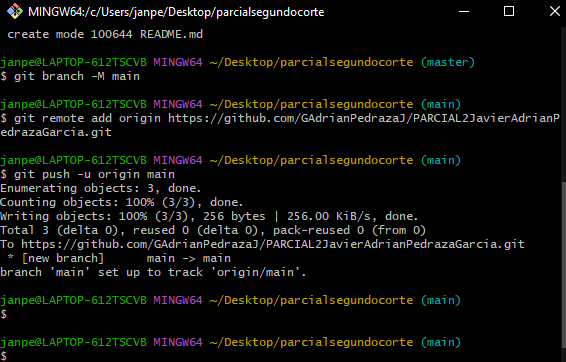 MINGW64:/c/Users/janpe/Desktop/parcialsegundocorte
create mode 100644 README.md
janpe@LAPTOP-612TSCVB MINGW64 ~/Desktop/parcialsegundocorte (master)
$ git branch -M main
janpe@LAPTOP-612TSCVB MINGW64 ~/Desktop/parcialsegundocorte (main)
$ git remote add origin https://github.com/GAdrianPedrazaJ/PARCIAL2JavierAdrianP
edrazaGarcia.git
janpe@LAPTOP-612TSCVB MINGW64 ~/Desktop/parcialsegundocorte (main)
$ git push -u origin main
Enumerating objects: 3, done.
Counting objects: 100% (3/3), done.
Writing objects: 100% (3/3), 256 bytes | 256.00 KiB/s, done.
Total 3 (delta 0), reused 0 (delta 0), pack-reused 0 (from 0)
To https://github.com/GAdrianPedrazaJ/PARCIAL2JavierAdrianPedrazaGarcia.git
 * [new branch]      main -> main
branch 'main' set up to track 'origin/main'.
janpe@LAPTOP-612TSCVB MINGW64 ~/Desktop/parcialsegundocorte (main)
$
janpe@LAPTOP-612TSCVB MINGW64 ~/Desktop/parcialsegundocorte (main)
$